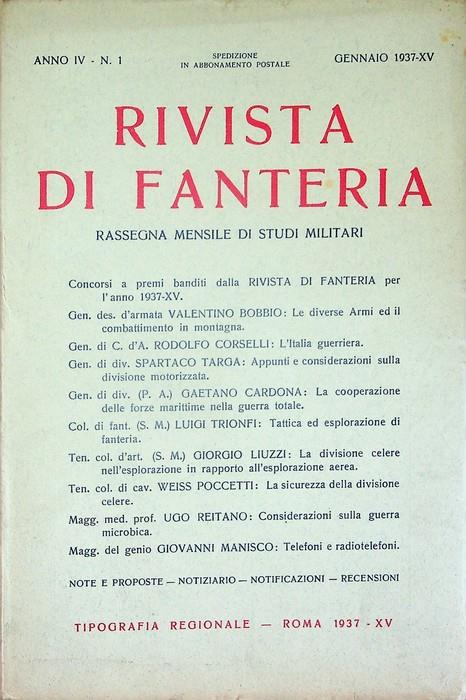 ANNO IV - N. 1
SPEDIZIONE
IN ABBONAMENTO POSTALE
GENNAIO 1937-XV
RIVISTA
DI FANTERIA
RASSEGNA MENSILE DI STUDI MILITARI
Concorsi a premi banditi dalla RIVISTA DI FANTERIA per
l'anno 1937-XV.
Gen. des. d'armata VALENTINO BOBBIO: Le diverse Armi ed il
combattimento in montagna.
Gen. di C. d'A. RODOLFO CORSELLI: L'Italia guerriera.
Gen. di div. SPARTACO TARGA: Appunti e considerazioni sulla
divisione motorizzata.
Gen. di div. (P. A.) GAETANO CARDONA: La cooperazione
delle forze marittime nella guerra totale.
Col. di fant. (S. M.) LUIGI TRIONFI: Tattica ed esplorazione di
fanteria.
Ten. col. d'art. (S. M.) GIORGIO LIUZZI: La divisione celere
nell'esplorazione in rapporto all'esplorazione aerea.
Ten. col. di cav. WEISS POCCETTI: La sicurezza della divisione
celere.
Magg. med. prof. UGO REITANO: Considerazioni sulla guerra
microbica.
Magg. del genio GIOVANNI MANISCO: Telefoni e radiotelefoni.
NOTE E PROPOSTE — NOTIZIARIO — NOTIFICAZIONI — RECENSIONI
TIPOGRAFIA REGIONALE — ROMA 1937 - XV